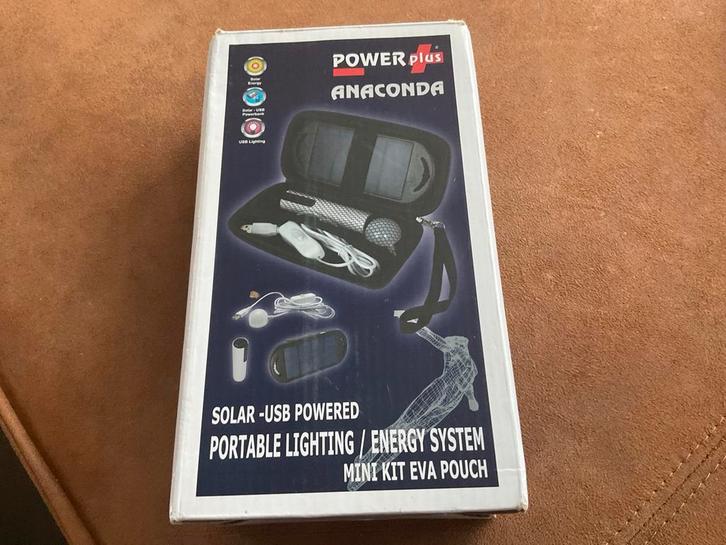 POWER plus®
ANACONDA
Solar
Energy
Solar - USB
Powerbank
USB Lighting
SOLAR -USB POWERED
PORTABLE LIGHTING / ENERGY SYSTEM
MINI KIT EVA POUCH